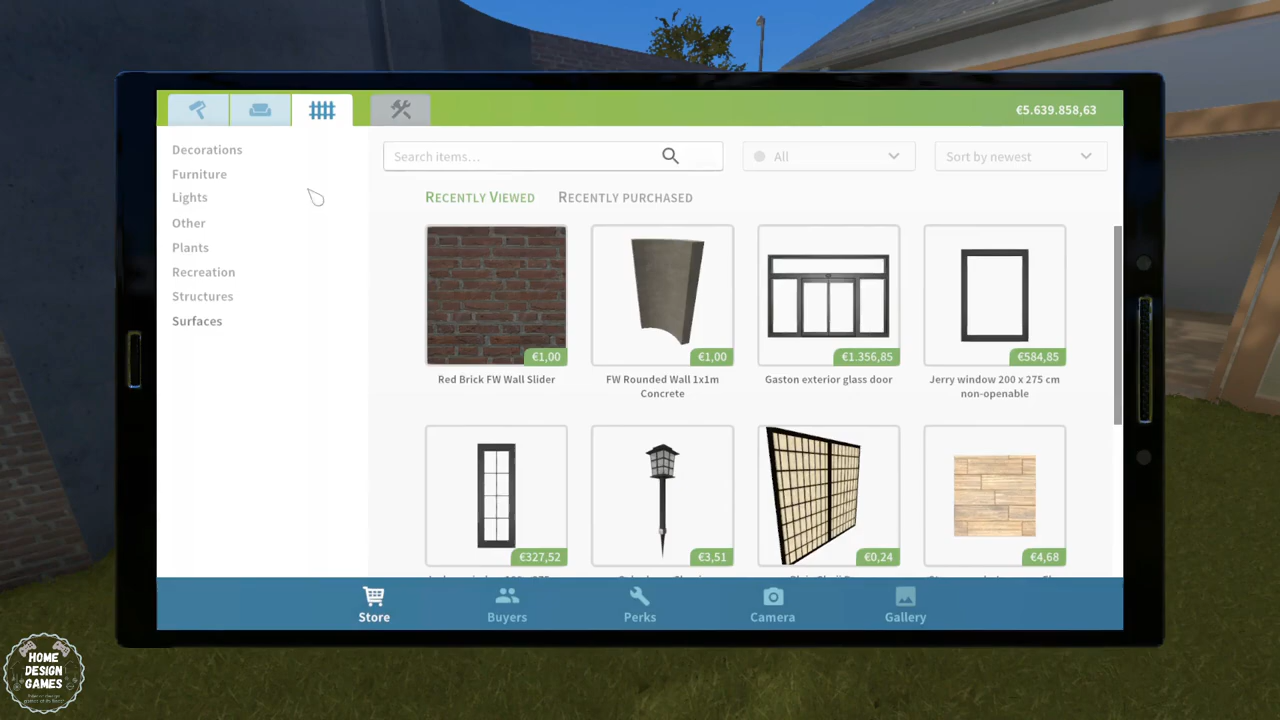 €5.639.858,63
Decorations
Furniture
Lights
Other
Plants
Recreation
Structures
Surfaces
Search items...
All
Sort by newest
RECENTLY VIEWED
RECENTLY PURCHASED
€1,00
€1,00
€1.356,85
€584,85
Red Brick FW Wall Slider
FW Rounded Wall 1x1m
Concrete
Gaston exterior glass door
Jerry window 200 x 275 cm
non-openable
€327,52
€3,51
€0,24
€4,68
Store
Buyers
Perks
Camera
Gallery
HOME
DESIGN
GAMES